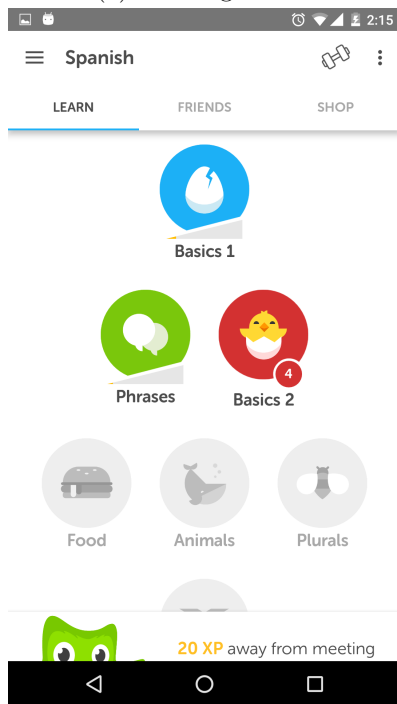 2:15
Spanish
LEARN FRIENDS SHOP
Basics 1
4
Phrases Basics 2
Food Animals Plurals
20 XP away from meeting